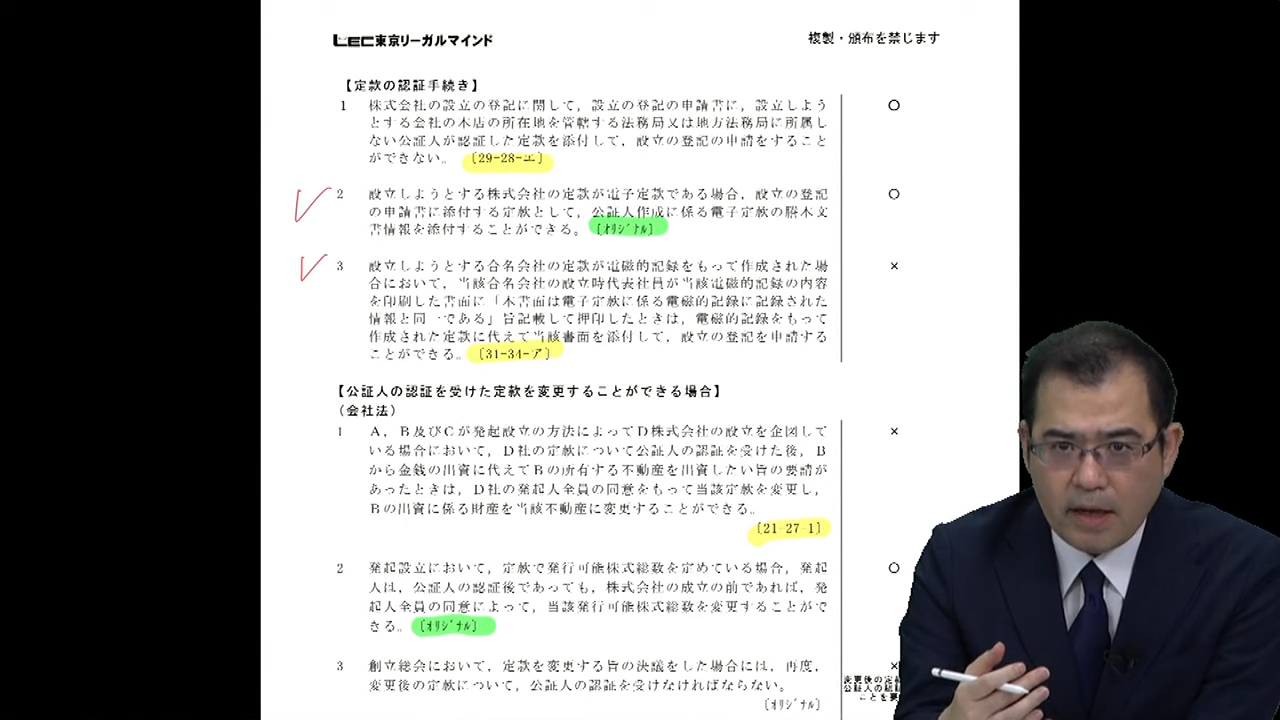 LEC東京リーガルマインド
複製・頒布を禁じます
【定款の認証手続き】
1 株式会社の設立の登記に関して，設立の登記の申請書に，設立しよう
とする会社の本店の所在地を管轄する法務局又は地方法務局に所属し
ない公証人が認証した定款を添付して，設立の登記の申請をすること
ができない。〔29-28-エ〕
○
2 設立しようとする株式会社の定款が電子定款である場合，設立の登記
の申請書に添付する定款として，公証人作成に係る電子定款の謄本文
書情報を添付することができる。〔ｵﾘｼﾞﾅﾙ〕
○
3 設立しようとする合名会社の定款が電磁的記録をもって作成された場
合において，当該合名会社の設立時代表社員が当該電磁的記録の内容
を印刷した書面に「本書面は電子定款に係る電磁的記録に記録された
情報と同一である」旨記載して押印したときは，電磁的記録をもって
作成された定款に代えて当該書面を添付して，設立の登記を申請する
ことができる。〔31-34-ア〕
×
【公証人の認証を受けた定款を変更することができる場合】
（会社法）
1 Ａ，Ｂ及びＣが発起設立の方法によってＤ株式会社の設立を企図して
いる場合において，Ｄ社の定款について公証人の認証を受けた後，Ｂ
から金銭の出資に代えてＢの所有する不動産を出資したい旨の要請が
あったときは，Ｄ社の発起人全員の同意をもって当該定款を変更し，
Ｂの出資に係る財産を当該不動産に変更することができる。
〔21-27-1〕
×
2 発起設立において，定款で発行可能株式総数を定めている場合，発起
人は，公証人の認証後であっても，株式会社の成立の前であれば，発
起人全員の同意によって，当該発行可能株式総数を変更することがで
きる。〔ｵﾘｼﾞﾅﾙ〕
○
3 創立総会において，定款を変更する旨の決議をした場合には，再度，
変更後の定款について，公証人の認証を受けなければならない。
〔ｵﾘｼﾞﾅﾙ〕
×
変更後の定
公証人の認
ことを要